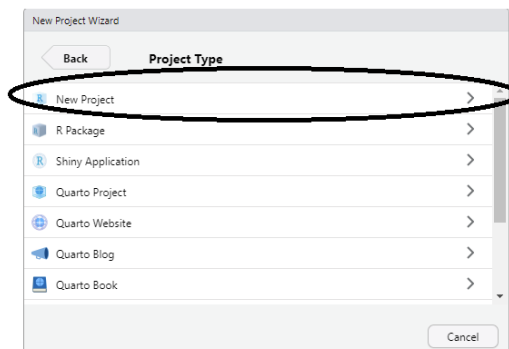 New Project Wizard
Back
Project Type
New Project
R Package
R Shiny Application
Quarto Project
Quarto Website
Quarto Blog
Quarto Book
Cancel